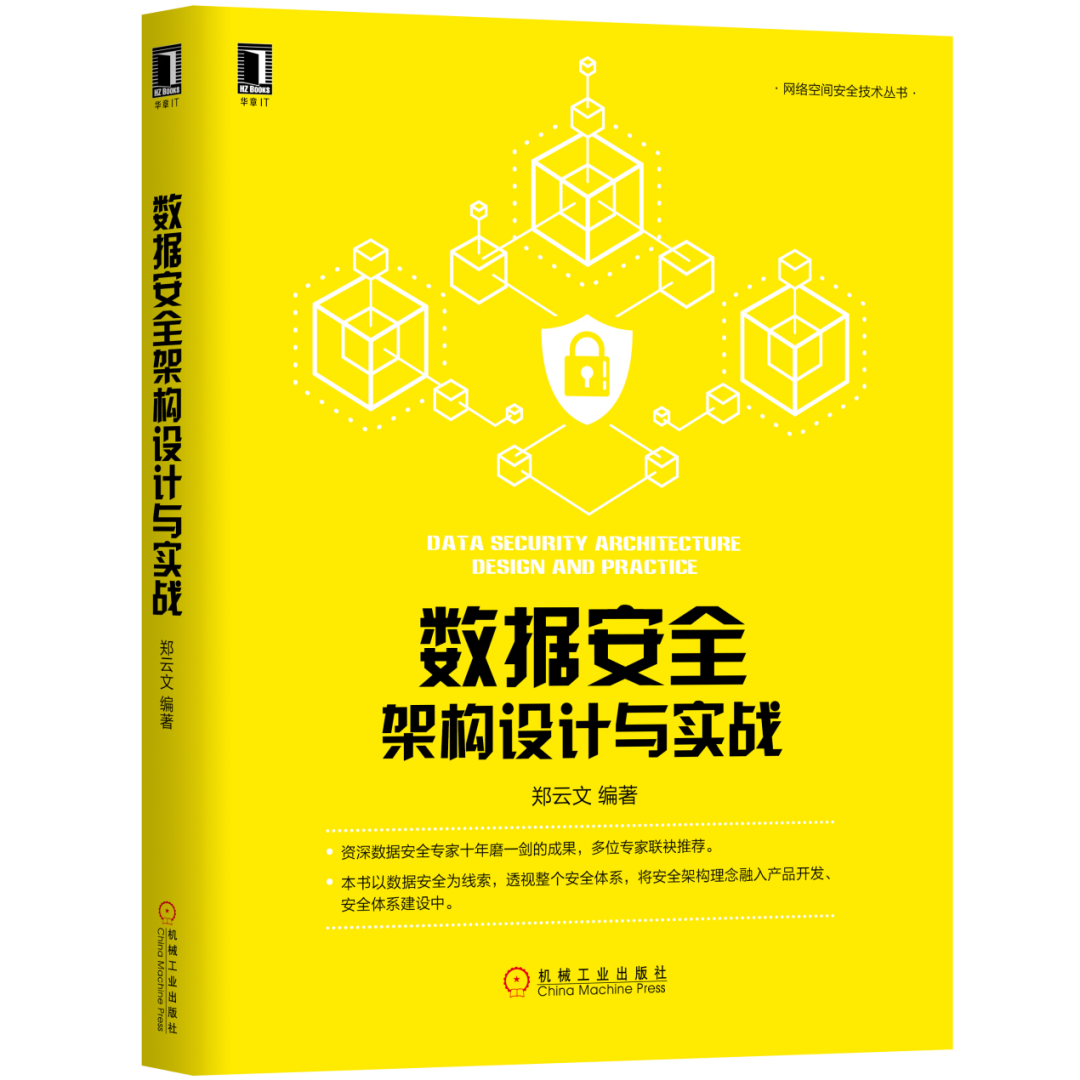 HZ BOOKS
华章IT
数据安全架构设计与实战
郑云文 编著
机械工业出版社
China Machine Press
HZ BOOKS
华章IT
·网络空间安全技术丛书·
DATA SECURITY ARCHITECTURE
DESIGN AND PRACTICE
数据安全
架构设计与实战
郑云文 编著
资深数据安全专家十年磨一剑的成果，多位专家联袂推荐。
本书以数据安全为线索，透视整个安全体系，将安全架构理念融入产品开发、
安全体系建设中。
机械工业出版社
China Machine Press